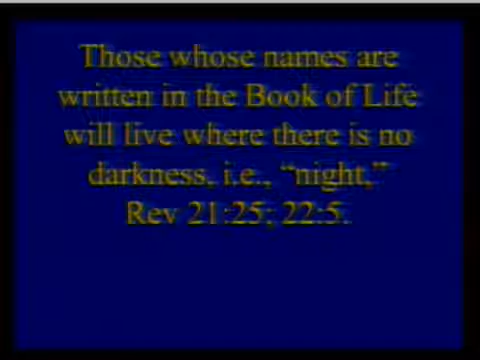 Those whose names are
written in the Book of Life
will live where there is no
darkness, i.e., “night,”
Rev 21:25; 22:5.